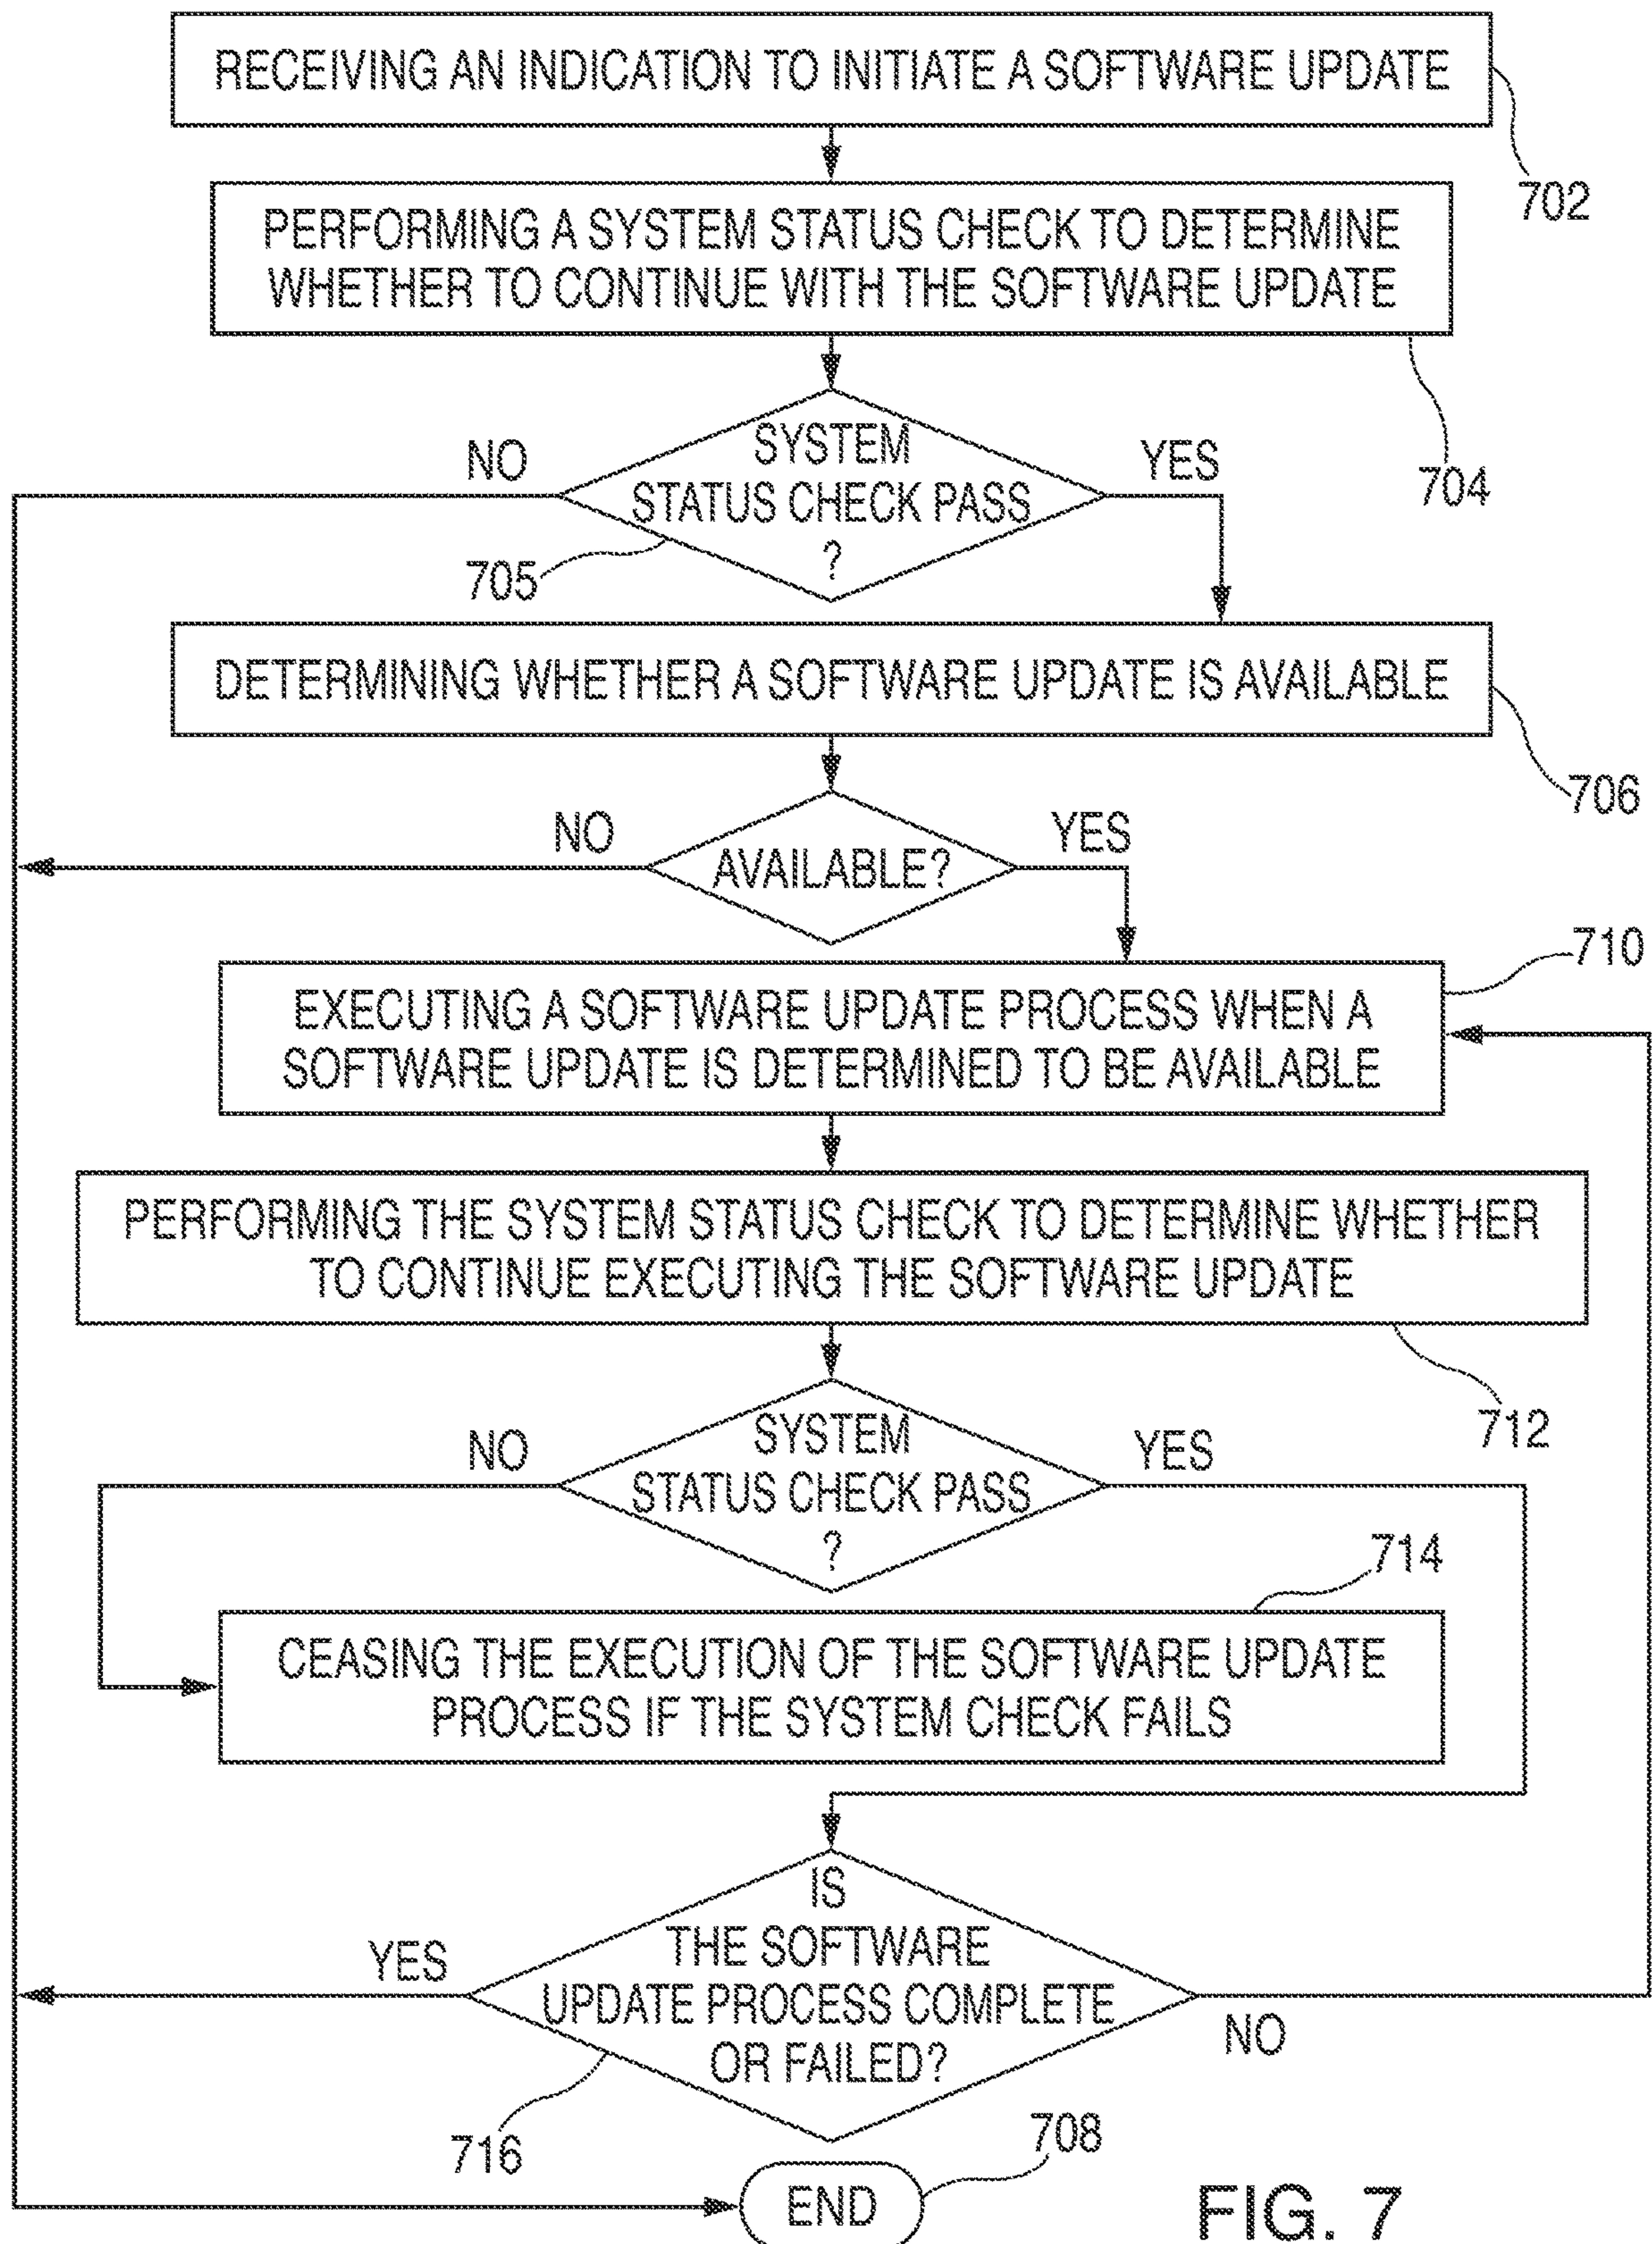 RECEIVING AN INDICATION TO INITIATE A SOFTWARE UPDATE
702
PERFORMING A SYSTEM STATUS CHECK TO DETERMINE
WHETHER TO CONTINUE WITH THE SOFTWARE UPDATE
704
NO
SYSTEM
STATUS CHECK PASS
?
YES
705
DETERMINING WHETHER A SOFTWARE UPDATE IS AVAILABLE
706
NO
AVAILABLE?
YES
710
EXECUTING A SOFTWARE UPDATE PROCESS WHEN A
SOFTWARE UPDATE IS DETERMINED TO BE AVAILABLE
PERFORMING THE SYSTEM STATUS CHECK TO DETERMINE WHETHER
TO CONTINUE EXECUTING THE SOFTWARE UPDATE
712
NO
SYSTEM
STATUS CHECK PASS
?
YES
714
CEASING THE EXECUTION OF THE SOFTWARE UPDATE
PROCESS IF THE SYSTEM CHECK FAILS
YES
IS
THE SOFTWARE
UPDATE PROCESS COMPLETE
OR FAILED?
NO
716
708
END
FIG. 7